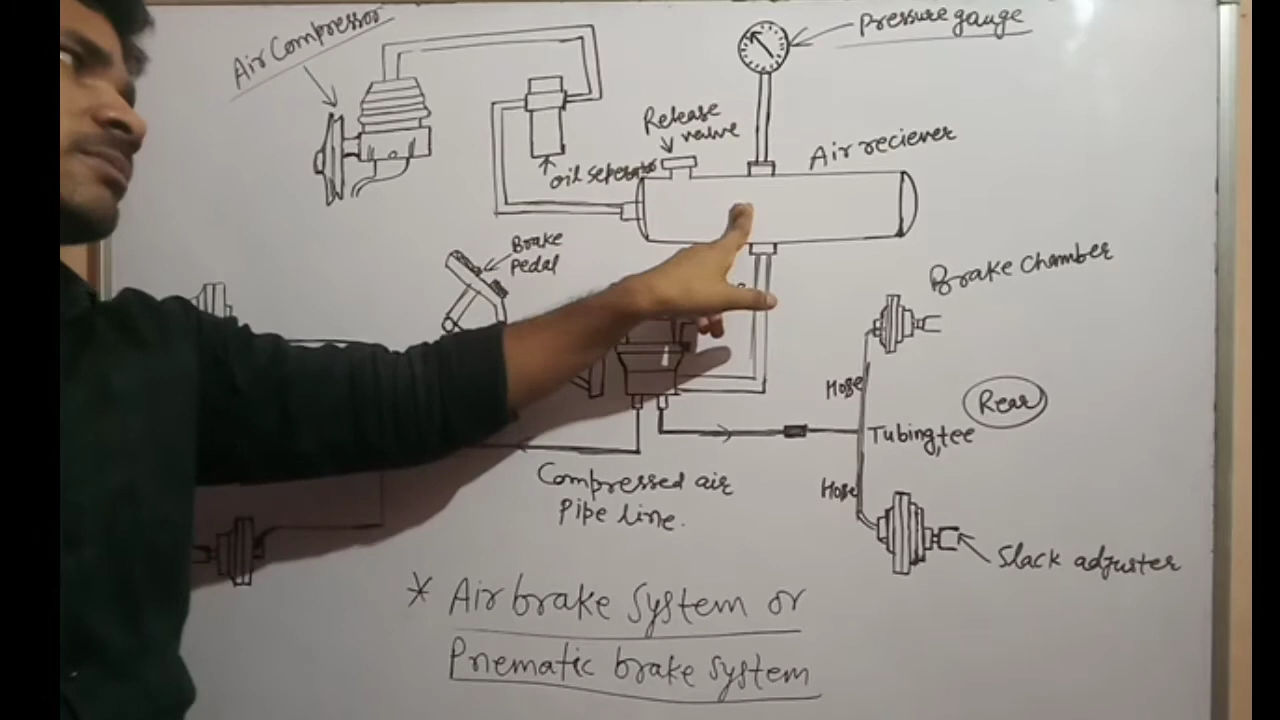 Air Compressor
Pressure gauge
Release
valve
Air reciever
oil seperator
Brake
Pedal
Brake chamber
Hose
Rear
Tubing tee
Hose
Compressed air
Pipe line.
Slack adjuster
* Air brake system or
Pnematic brake system